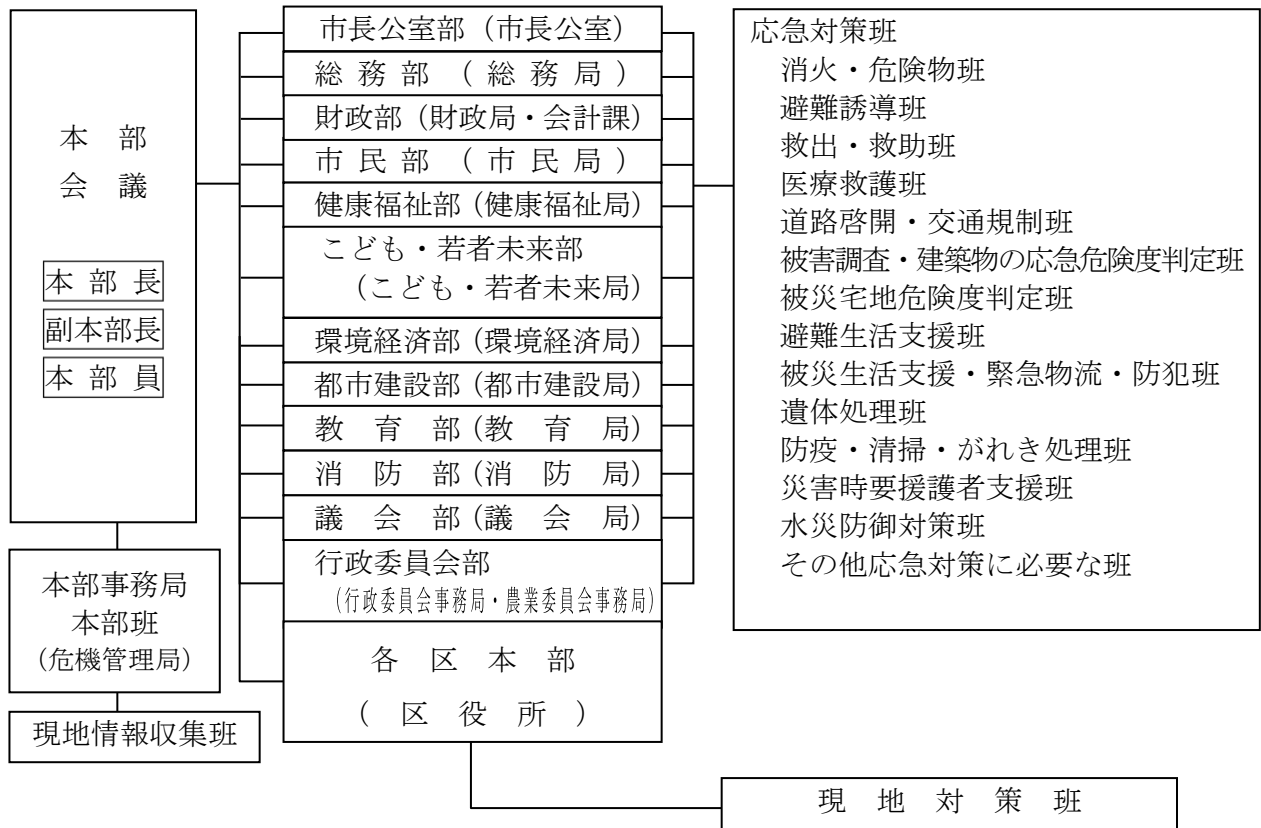 本部
会議
本部長
副本部長
本部員
本部事務局
本部班
(危機管理局)
現地情報収集班
市長公室部(市長公室)
総務部(総務局)
財政部(財政局・会計課)
市民部(市民局)
健康福祉部(健康福祉局)
こども・若者未来部
(こども・若者未来局)
環境経済部(環境経済局)
都市建設部(都市建設局)
教育部(教育局)
消防部(消防局)
議会部(議会局)
行政委員会部
(行政委員会事務局・農業委員会事務局)
各区本部
(区役所)
応急対策班
消火・危険物班
避難誘導班
救出・救助班
医療救護班
道路啓開・交通規制班
被害調査・建築物の応急危険度判定班
被災宅地危険度判定班
避難生活支援班
被災生活支援・緊急物流・防犯班
遺体処理班
防疫・清掃・がれき処理班
災害時要援護者支援班
水災防御対策班
その他応急対策に必要な班
現地対策班